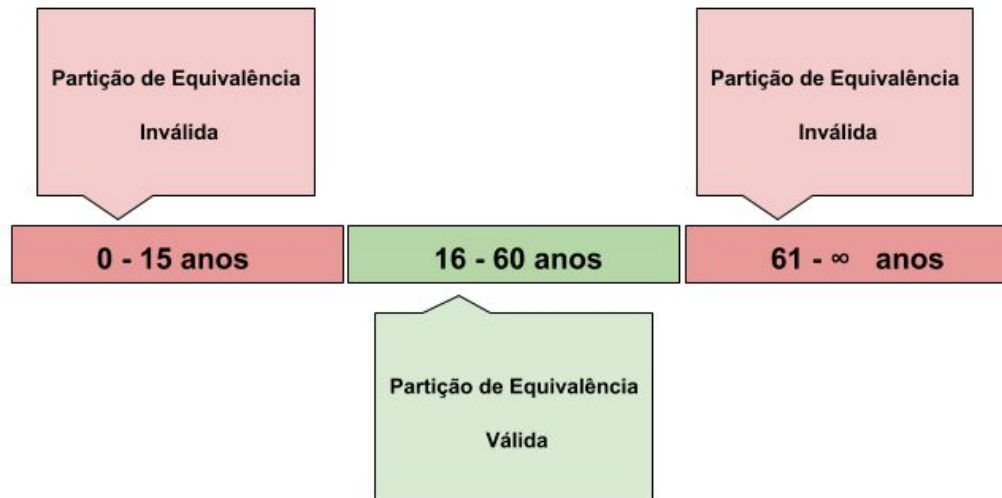 Partição de Equivalência
Inválida
Partição de Equivalência
Inválida
0 - 15 anos
16 - 60 anos
61 - ∞ anos
Partição de Equivalência
Válida